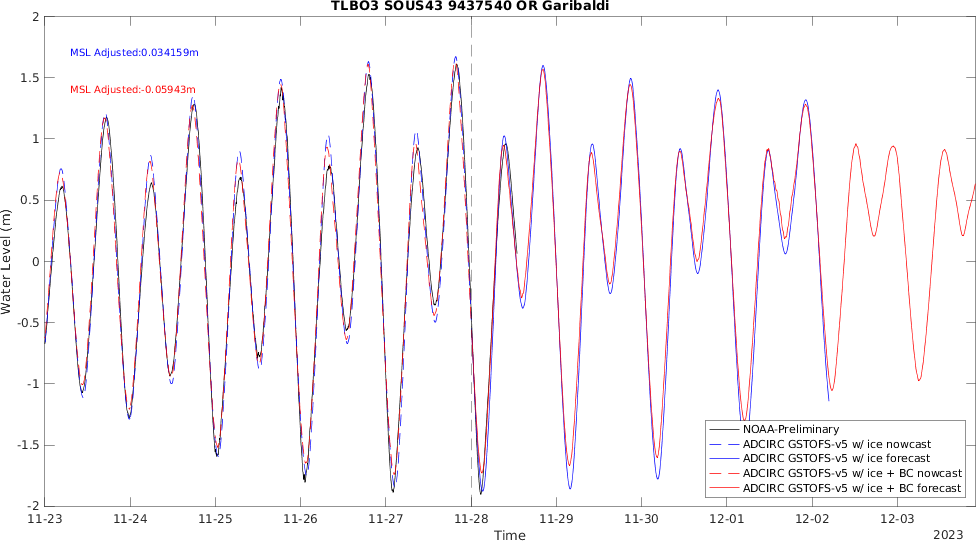 TLBO3 SOUS43 9437540 OR Garibaldi
MSL Adjusted:0.034159m
MSL Adjusted:-0.05943m
Water Level (m)
2
1.5
1
0.5
0
-0.5
-1
-1.5
-2
NOAA-Preliminary
ADCIRC GSTOFS-v5 w/ ice nowcast
ADCIRC GSTOFS-v5 w/ ice forecast
ADCIRC GSTOFS-v5 w/ ice + BC nowcast
ADCIRC GSTOFS-v5 w/ ice + BC forecast
11-23 11-24 11-25 11-26 11-27 11-28 11-29 11-30 12-01 12-02 12-03
Time
2023